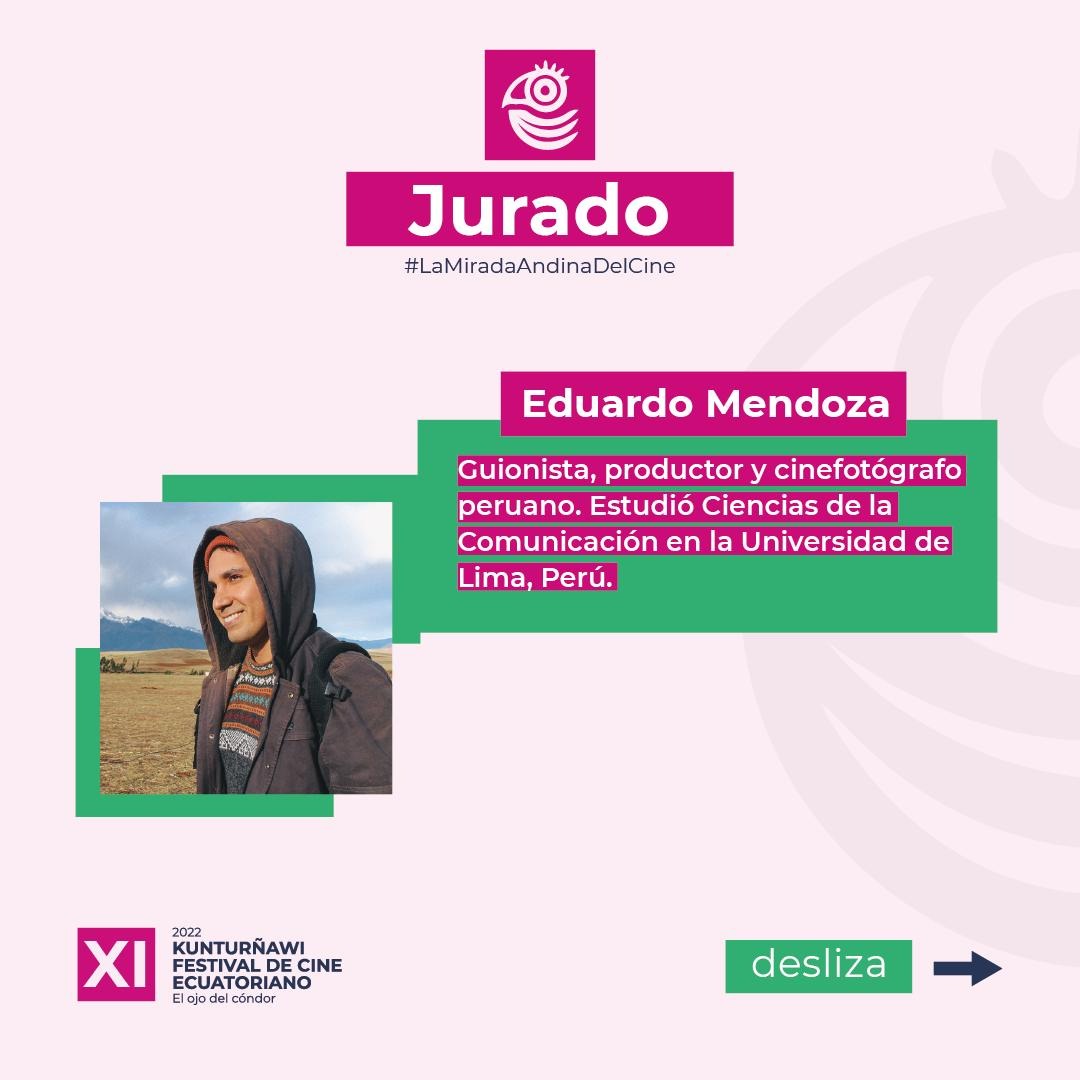 Jurado
#LaMiradaAndinaDelCine
Eduardo Mendoza
Guionista, productor y cinefotógrafo
peruano. Estudió Ciencias de la
Comunicación en la Universidad de
Lima, Perú.
XI
2022
KUNTURÑAWI
FESTIVAL DE CINE
ECUATORIANO
El ojo del cóndor
desliza